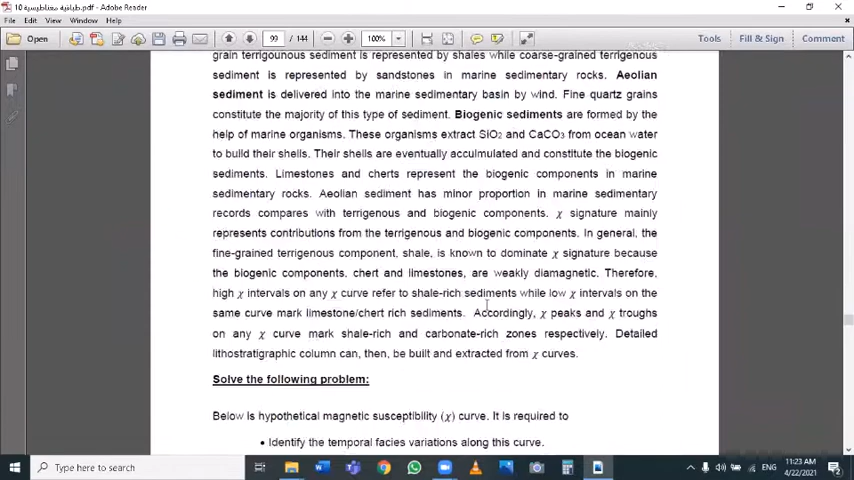 طباقية مغناطيسية 10.pdf - Adobe Reader
File Edit View Window Help
Open 99 / 144 100% Tools Fill & Sign Comment
grain terrigounous sediment is represented by shales while coarse-grained terrigenous
sediment is represented by sandstones in marine sedimentary rocks. Aeolian
sediment is delivered into the marine sedimentary basin by wind. Fine quartz grains
constitute the majority of this type of sediment. Biogenic sediments are formed by the
help of marine organisms. These organisms extract SiO2 and CaCO3 from ocean water
to build their shells. Their shells are eventually acculmulated and constitute the biogenic
sediments. Limestones and cherts represent the biogenic components in marine
sedimentary rocks. Aeolian sediment has minor proportion in marine sedimentary
records compares with terrigenous and biogenic components. χ signature mainly
represents contributions from the terrigenous and biogenic components. In general, the
fine-grained terrigenous component, shale, is known to dominate χ signature because
the biogenic components, chert and limestones, are weakly diamagnetic. Therefore,
high χ intervals on any χ curve refer to shale-rich sediments while low χ intervals on the
same curve mark limestone/chert rich sediments. Accordingly, χ peaks and χ troughs
on any χ curve mark shale-rich and carbonate-rich zones respectively. Detailed
lithostratigraphic column can, then, be built and extracted from χ curves.
Solve the following problem:
Below is hypothetical magnetic susceptibility (χ) curve. It is required to
• Identify the temporal facies variations along this curve.
Type here to search
ENG
11:23 AM
4/22/2021